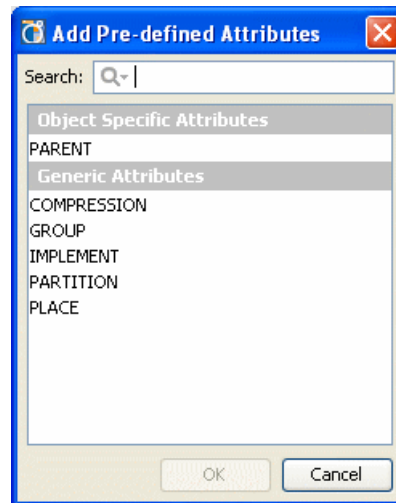 Add Pre-defined Attributes
Search:
Object Specific Attributes
PARENT
Generic Attributes
COMPRESSION
GROUP
IMPLEMENT
PARTITION
PLACE
OK Cancel